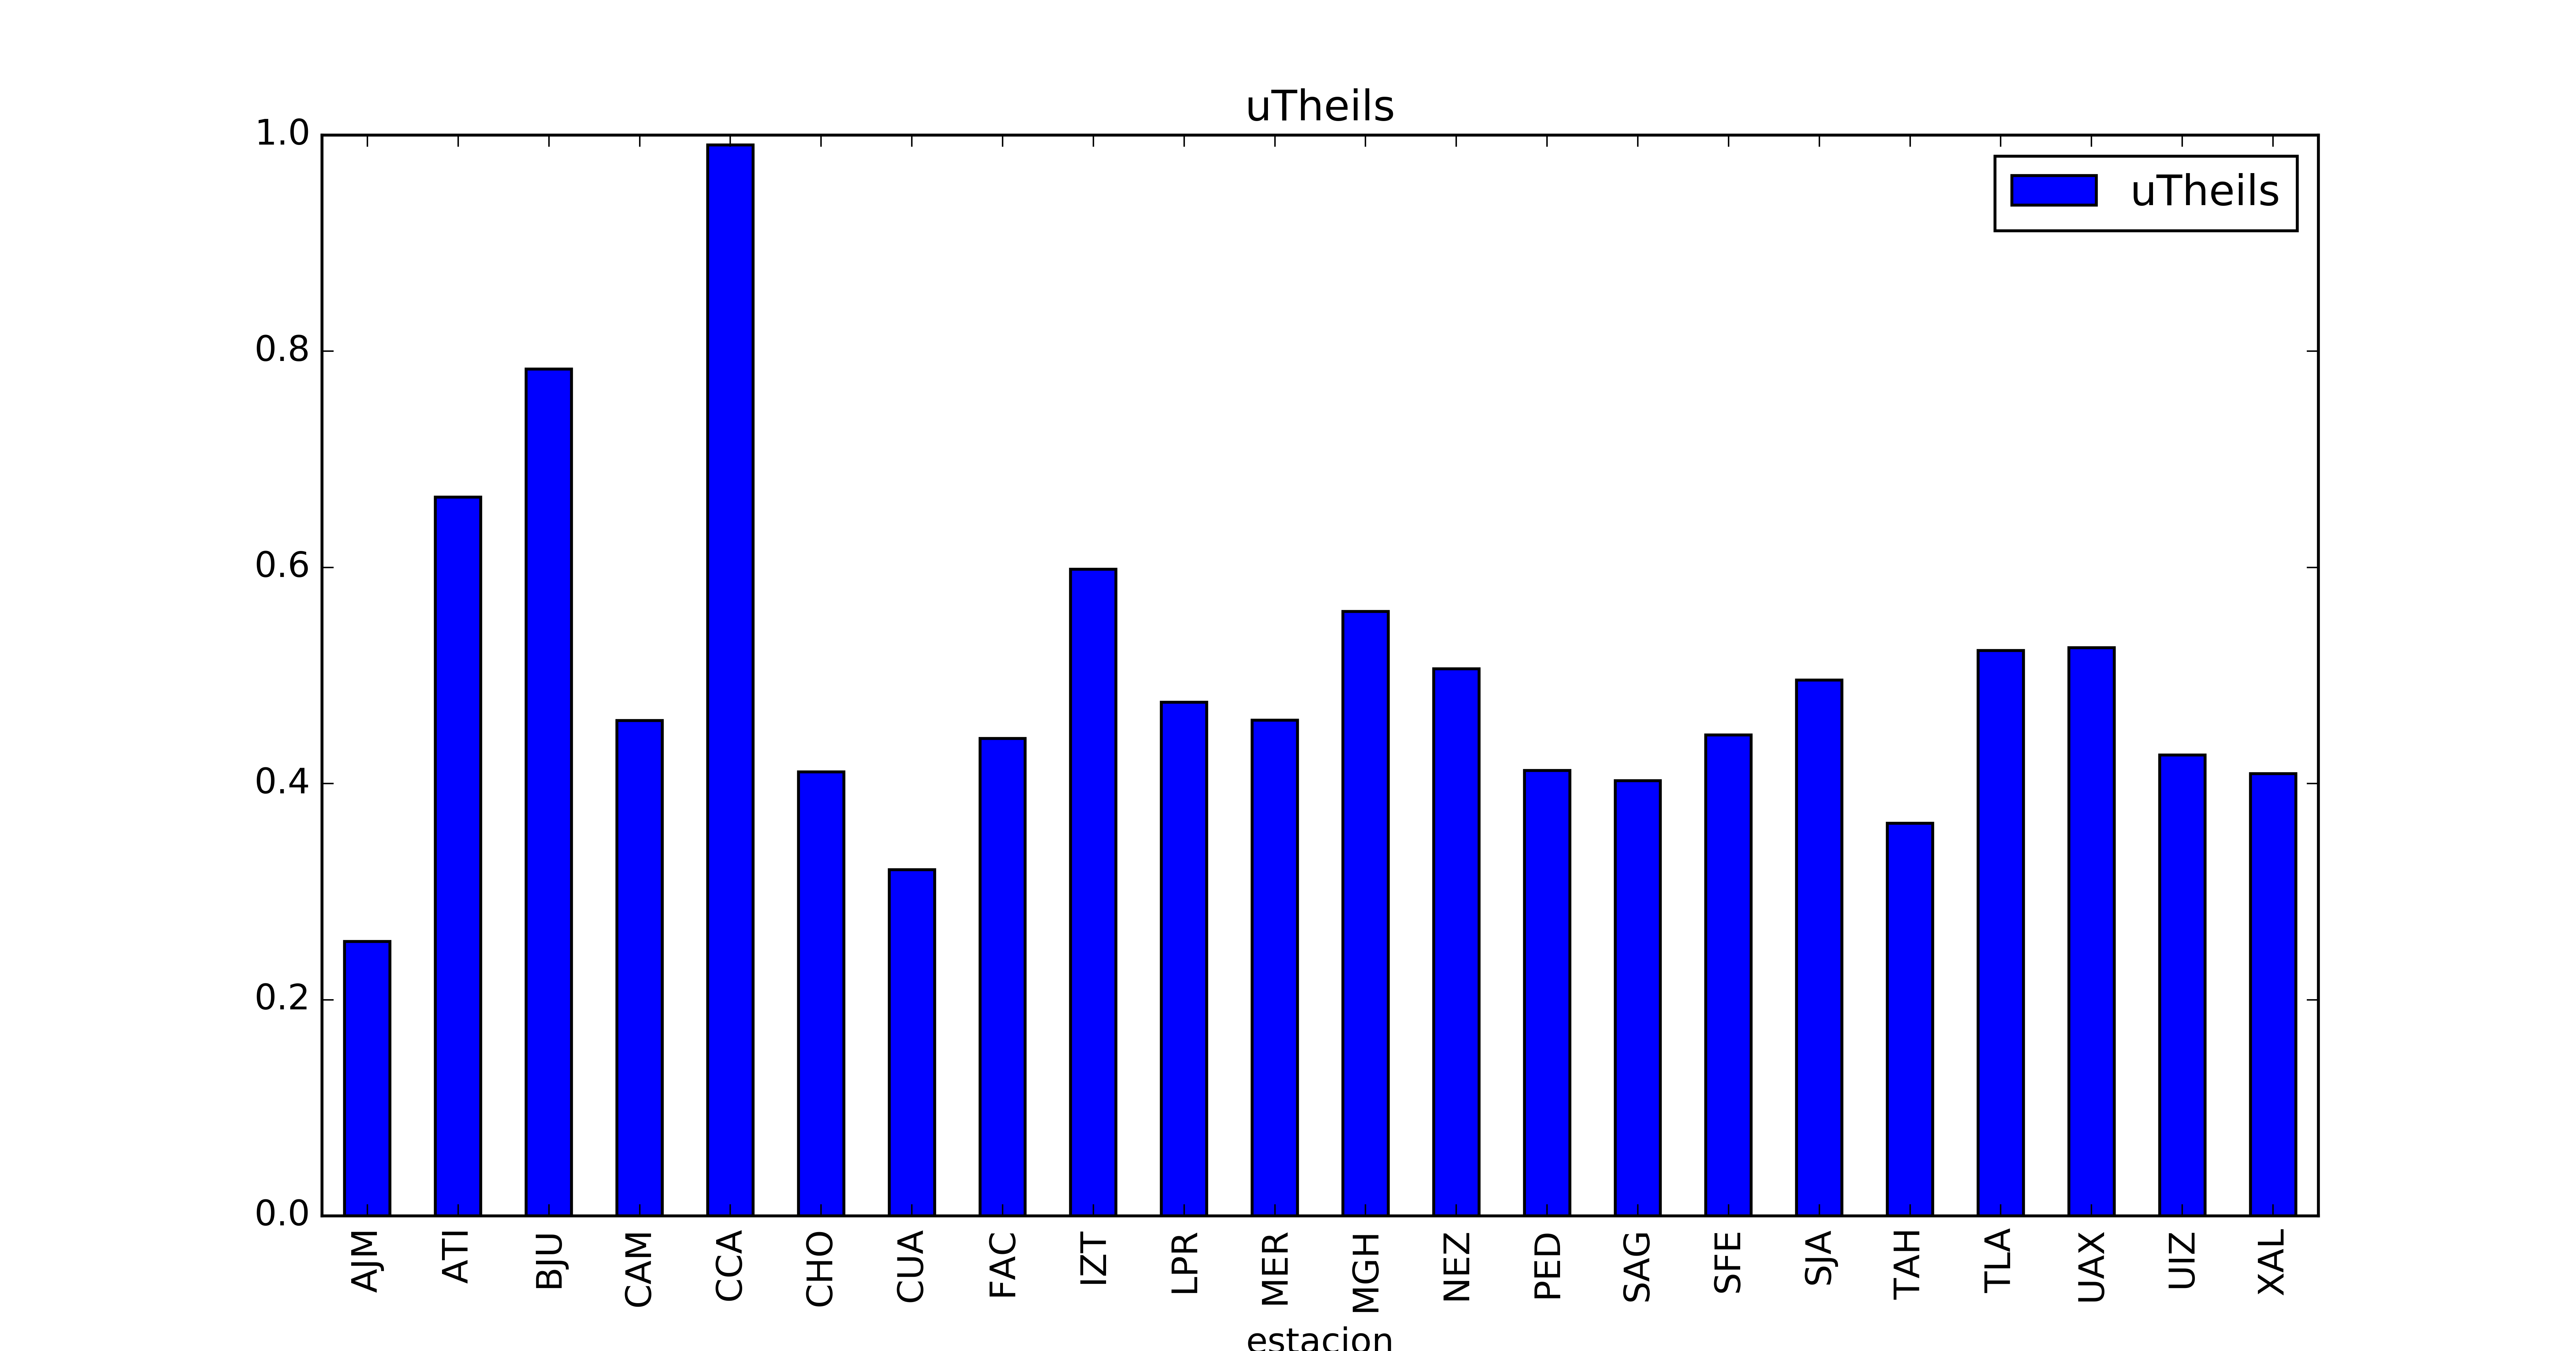 uTheils
uTheils
1.0
0.8
0.6
0.4
0.2
0.0
AJM
ATI
BJU
CAM
CCA
CHO
CUA
FAC
IZT
LPR
MER
MGH
NEZ
PED
SAG
SFE
SJA
TAH
TLA
UAX
UIZ
XAL
estacion